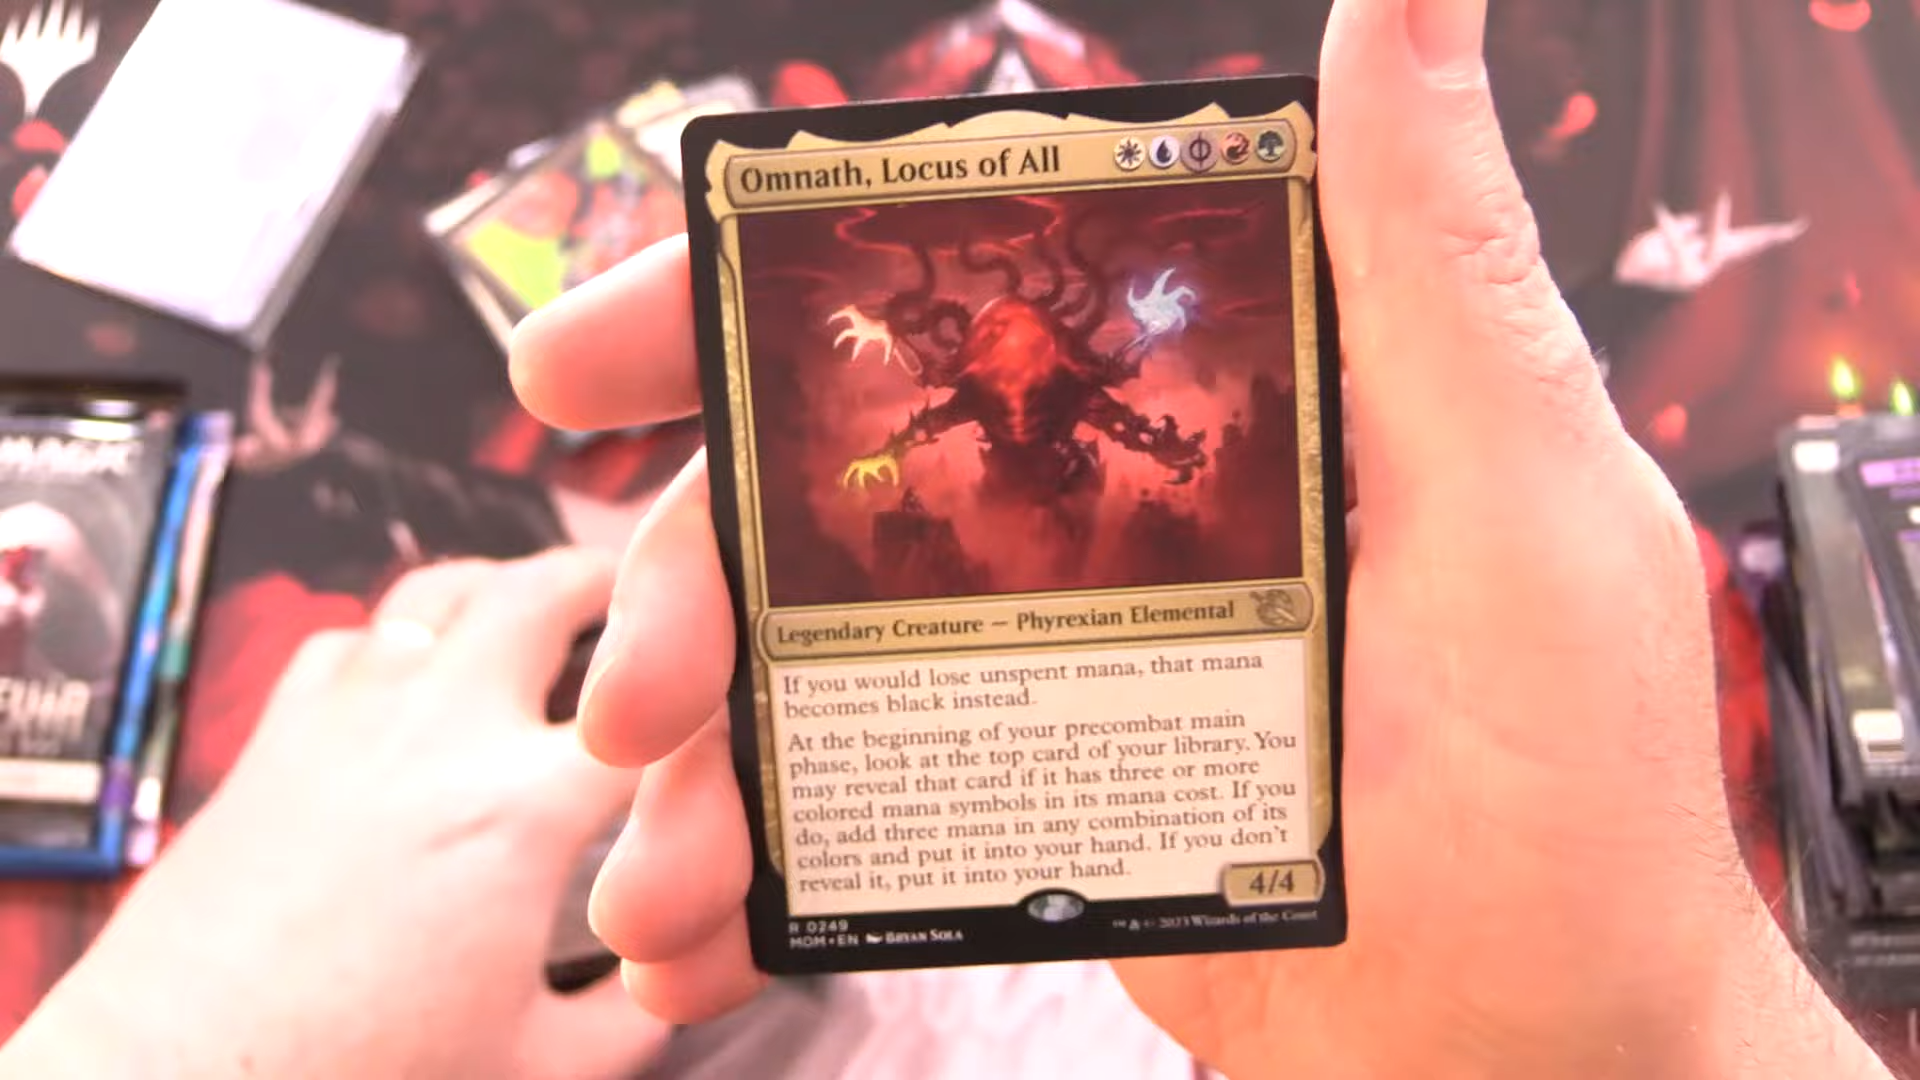 Omnath, Locus of All
Legendary Creature — Phyrexian Elemental
If you would lose unspent mana, that mana
becomes black instead.
At the beginning of your precombat main
phase, look at the top card of your library. You
may reveal that card if it has three or more
colored mana symbols in its mana cost. If you
do, add three mana in any combination of its
colors and put it into your hand. If you don't
reveal it, put it into your hand.
4/4
R 0249
MOM • EN BRYAN SOLA
™ & © 2023 Wizards of the Coast
MAGIC